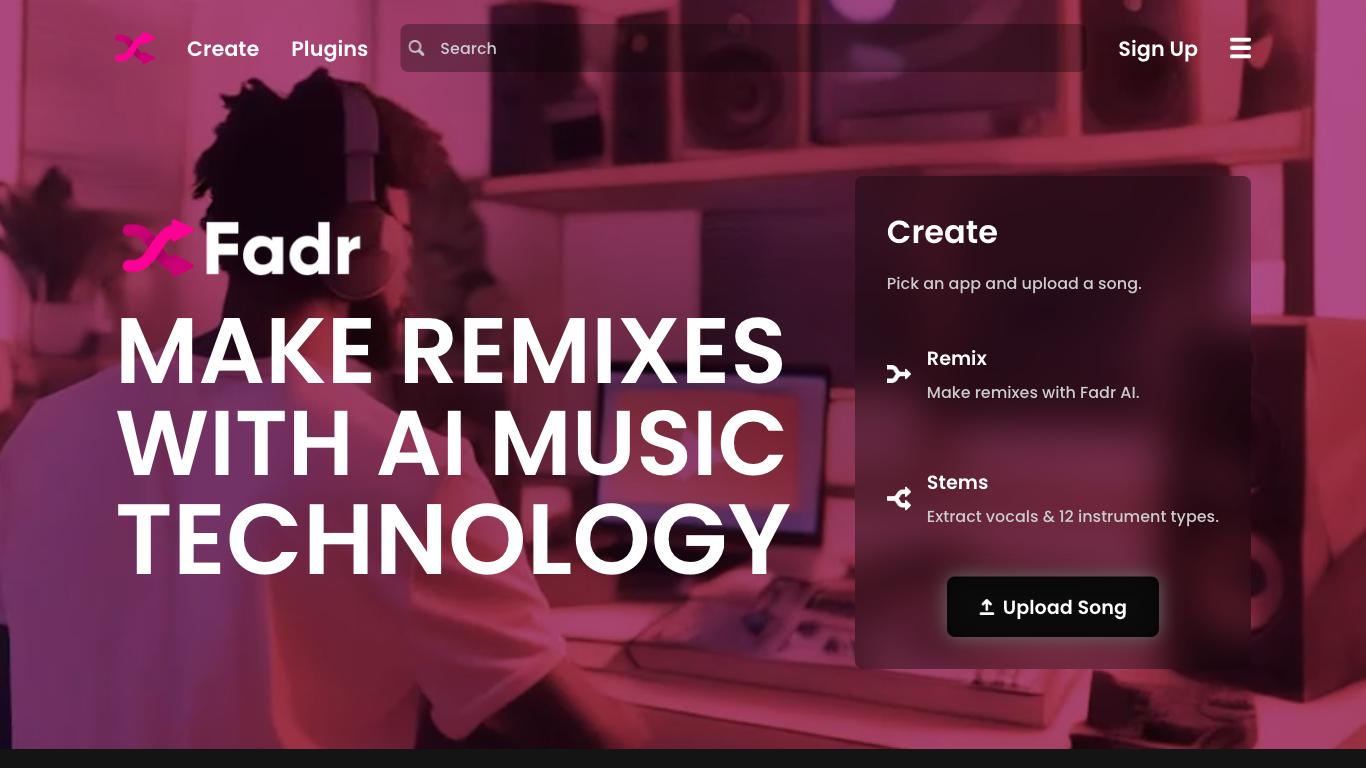 Create
Plugins
Search
Sign Up
Fadr
MAKE REMIXES
WITH AI MUSIC
TECHNOLOGY
Create
Pick an app and upload a song.
Remix
Make remixes with Fadr AI.
Stems
Extract vocals & 12 instrument types.
Upload Song